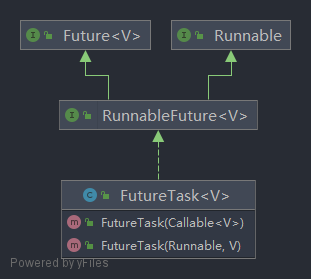 Future<V>
Runnable
RunnableFuture<V>
FutureTask<V>
FutureTask(Callable<V>)
FutureTask(Runnable, V)
Powered by yFiles